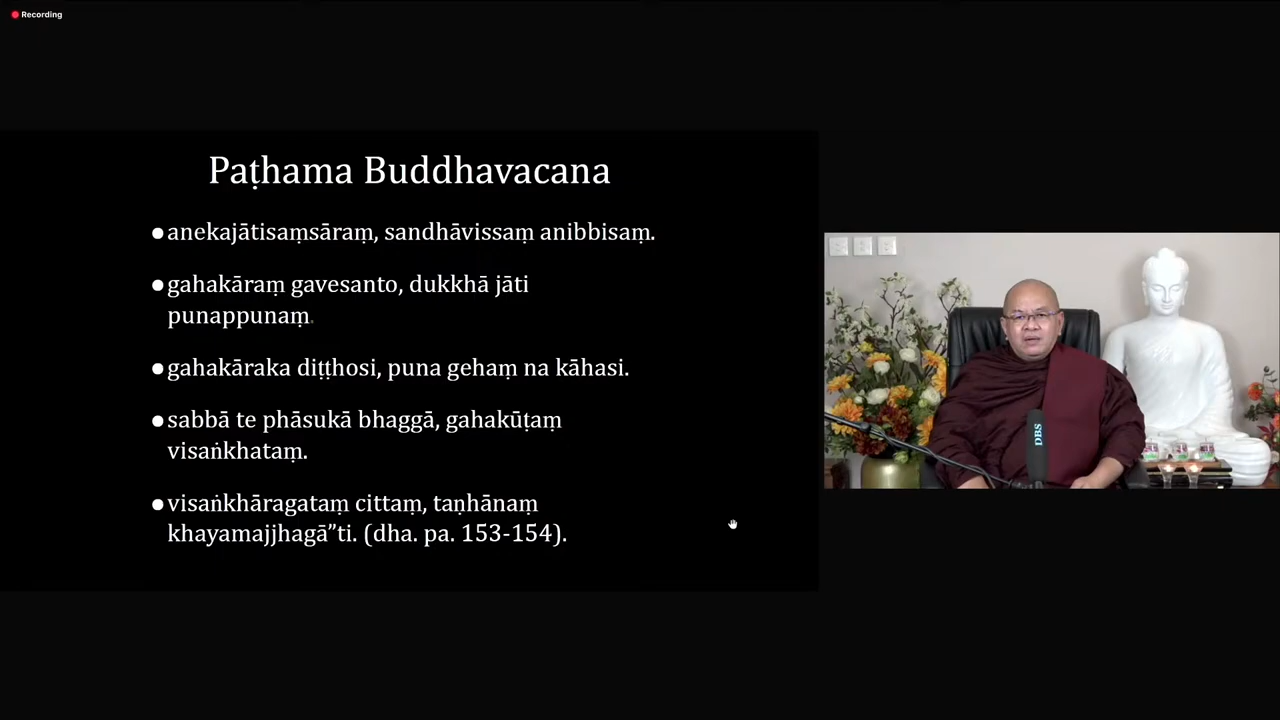 Recording
Paṭhama Buddhavacana
●anekajātisaṃsāraṃ, sandhāvissaṃ anibbisaṃ.
●gahakāraṃ gavesanto, dukkhā jāti
punappunaṃ.
●gahakāraka diṭṭhosi, puna gehaṃ na kāhasi.
●sabbā te phāsukā bhaggā, gahakūṭaṃ
visaṅkhataṃ.
●visaṅkhāragataṃ cittaṃ, taṇhānaṃ
khayamajjhagā”ti. (dha. pa. 153-154).
DBS